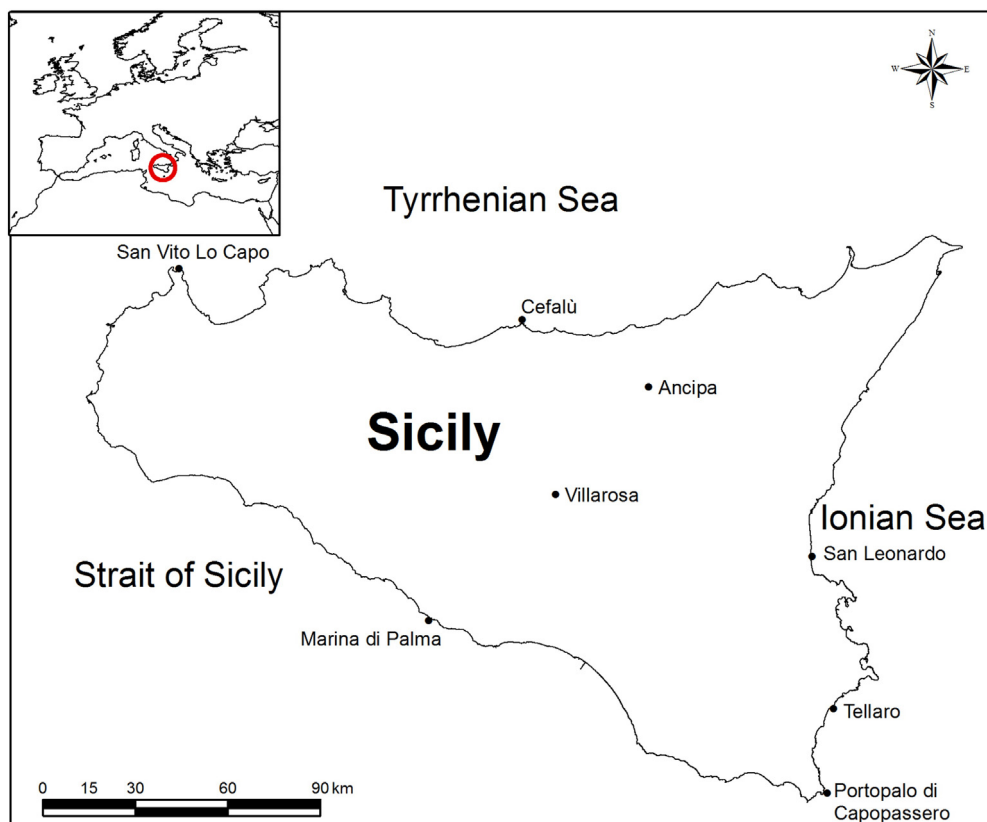 N
W E
S
Tyrrhenian Sea
San Vito Lo Capo
Cefalù
Ancipa
Sicily
Villarosa
Ionian Sea
San Leonardo
Strait of Sicily
Marina di Palma
Tellaro
0 15 30 60 90 km
Portopalo di
Capopassero